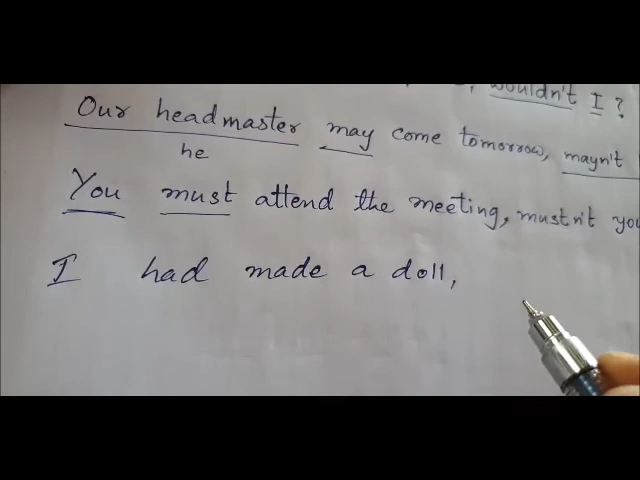 wouldn't I?
Our headmaster may come tomorrow, mayn't
he
You must attend the meeting, mustn't you
I had made a doll,